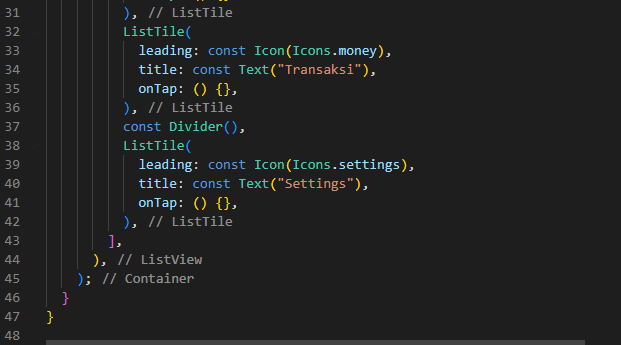 31 ), // ListTile
32 ListTile(
33 leading: const Icon(Icons.money),
34 title: const Text("Transaksi"),
35 onTap: () {},
36 ), // ListTile
37 const Divider(),
38 ListTile(
39 leading: const Icon(Icons.settings),
40 title: const Text("Settings"),
41 onTap: () {},
42 ), // ListTile
43 ],
44 ), // ListView
45 ); // Container
46 }
47 }
48